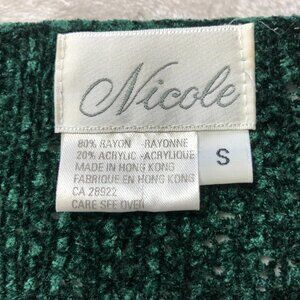 Nicole
80% RAYON - RAYONNE
20% ACRYLIC -ACRYLIQUE
MADE IN HONG KONG
FABRIQUE EN HONG KONG
CA 28922
CARE SEE OVER
S